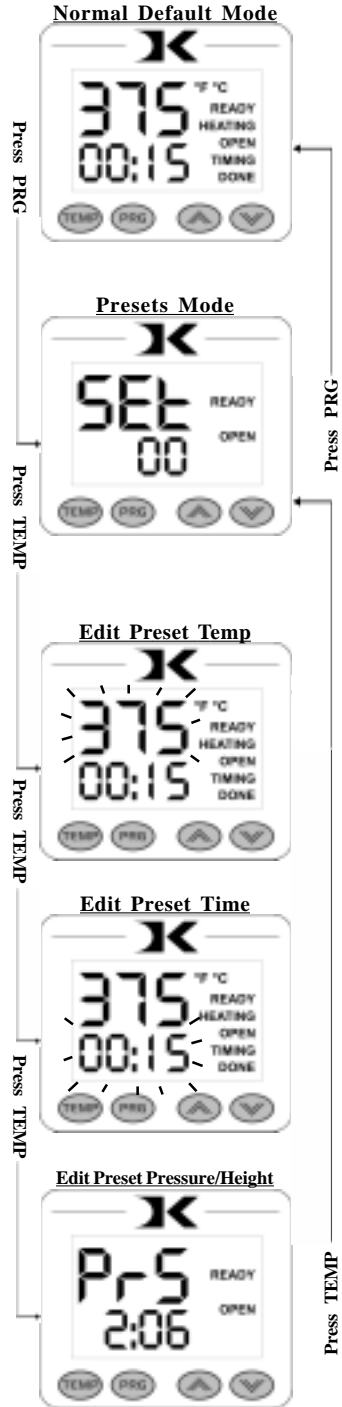 Normal Default Mode
375 °F °C
READY
HEATING
OPEN
00:15 TIMING
DONE
TEMP PRG
Press PRG
Presets Mode
SEt READY
OPEN
00
TEMP PRG
Press PRG
Press TEMP
Edit Preset Temp
375 °F °C
READY
HEATING
OPEN
00:15 TIMING
DONE
TEMP PRG
Press TEMP
Edit Preset Time
375 °F °C
READY
HEATING
OPEN
00:15 TIMING
DONE
TEMP PRG
Press TEMP
Edit Preset Pressure/Height
PrS READY
OPEN
2:06
TEMP PRG
Press TEMP